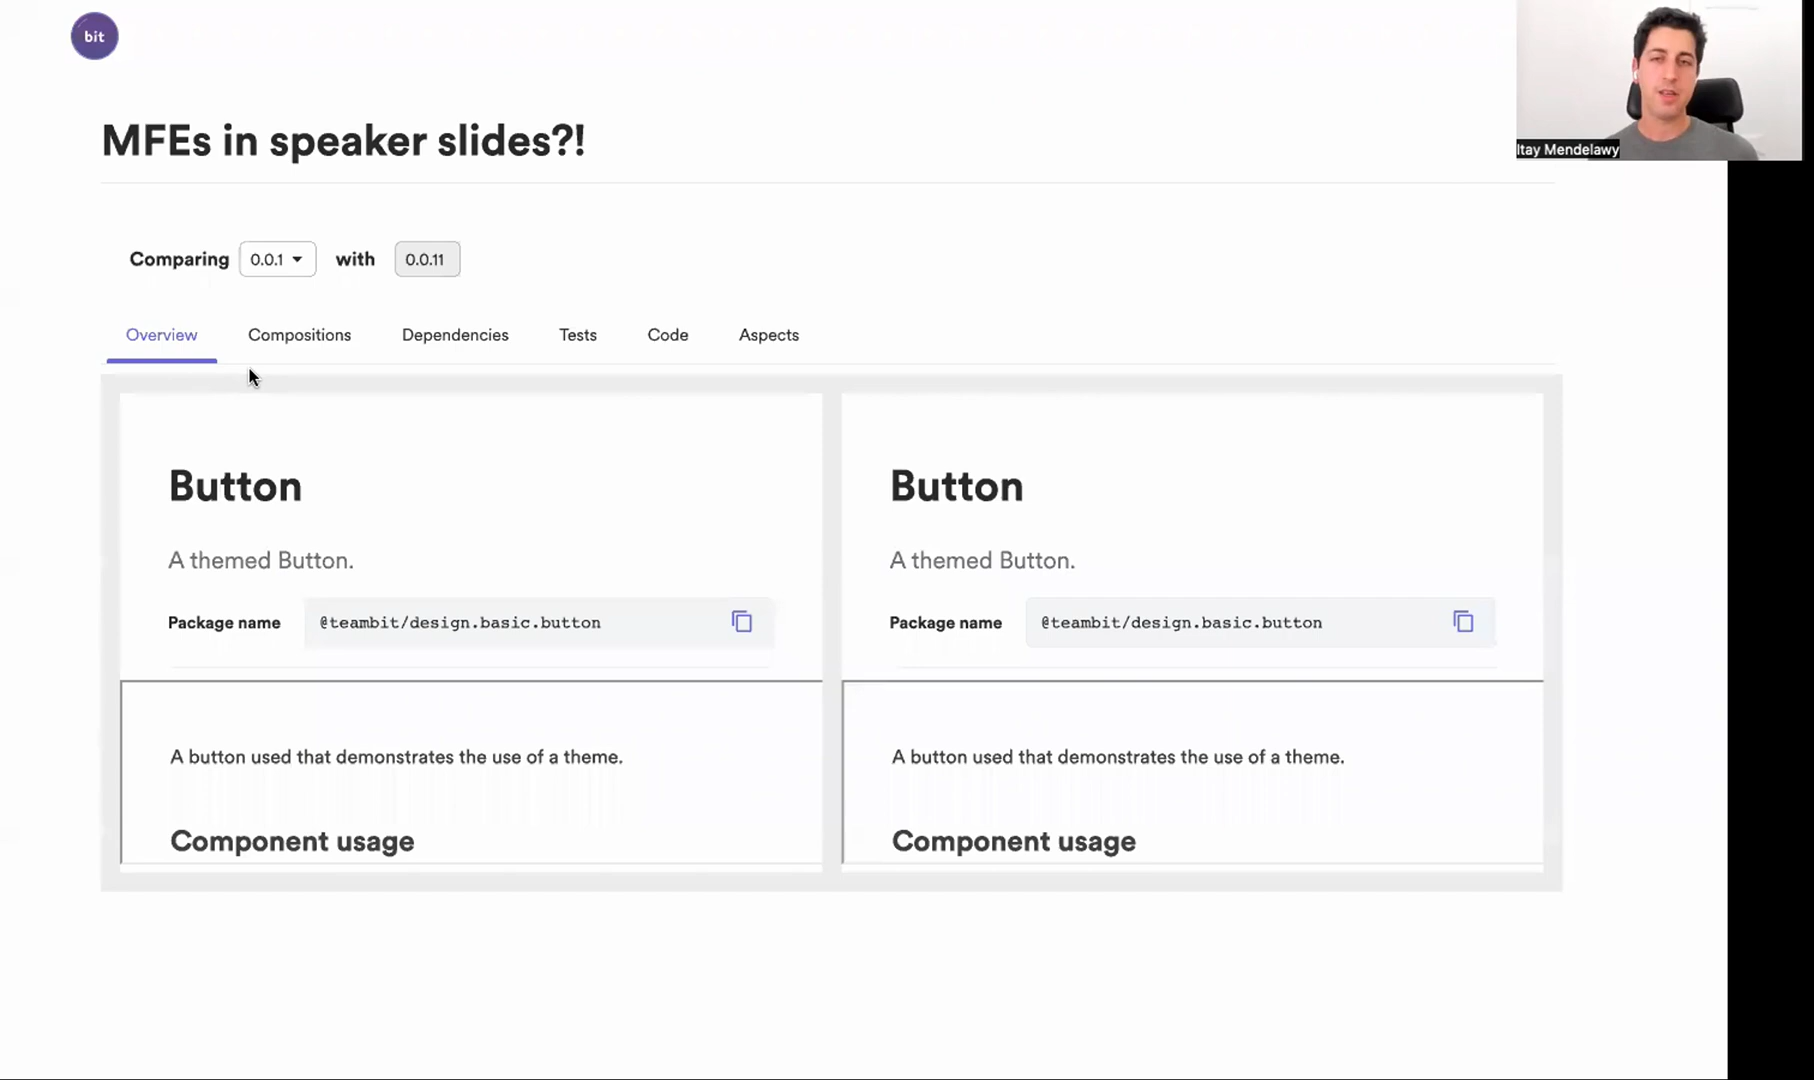 bit
MFEs in speaker slides?!
Itay Mendelawy
Comparing 0.0.1 with 0.0.11
Overview Compositions Dependencies Tests Code Aspects
Button
A themed Button.
Package name @teambit/design.basic.button
A button used that demonstrates the use of a theme.
Component usage
Button
A themed Button.
Package name @teambit/design.basic.button
A button used that demonstrates the use of a theme.
Component usage